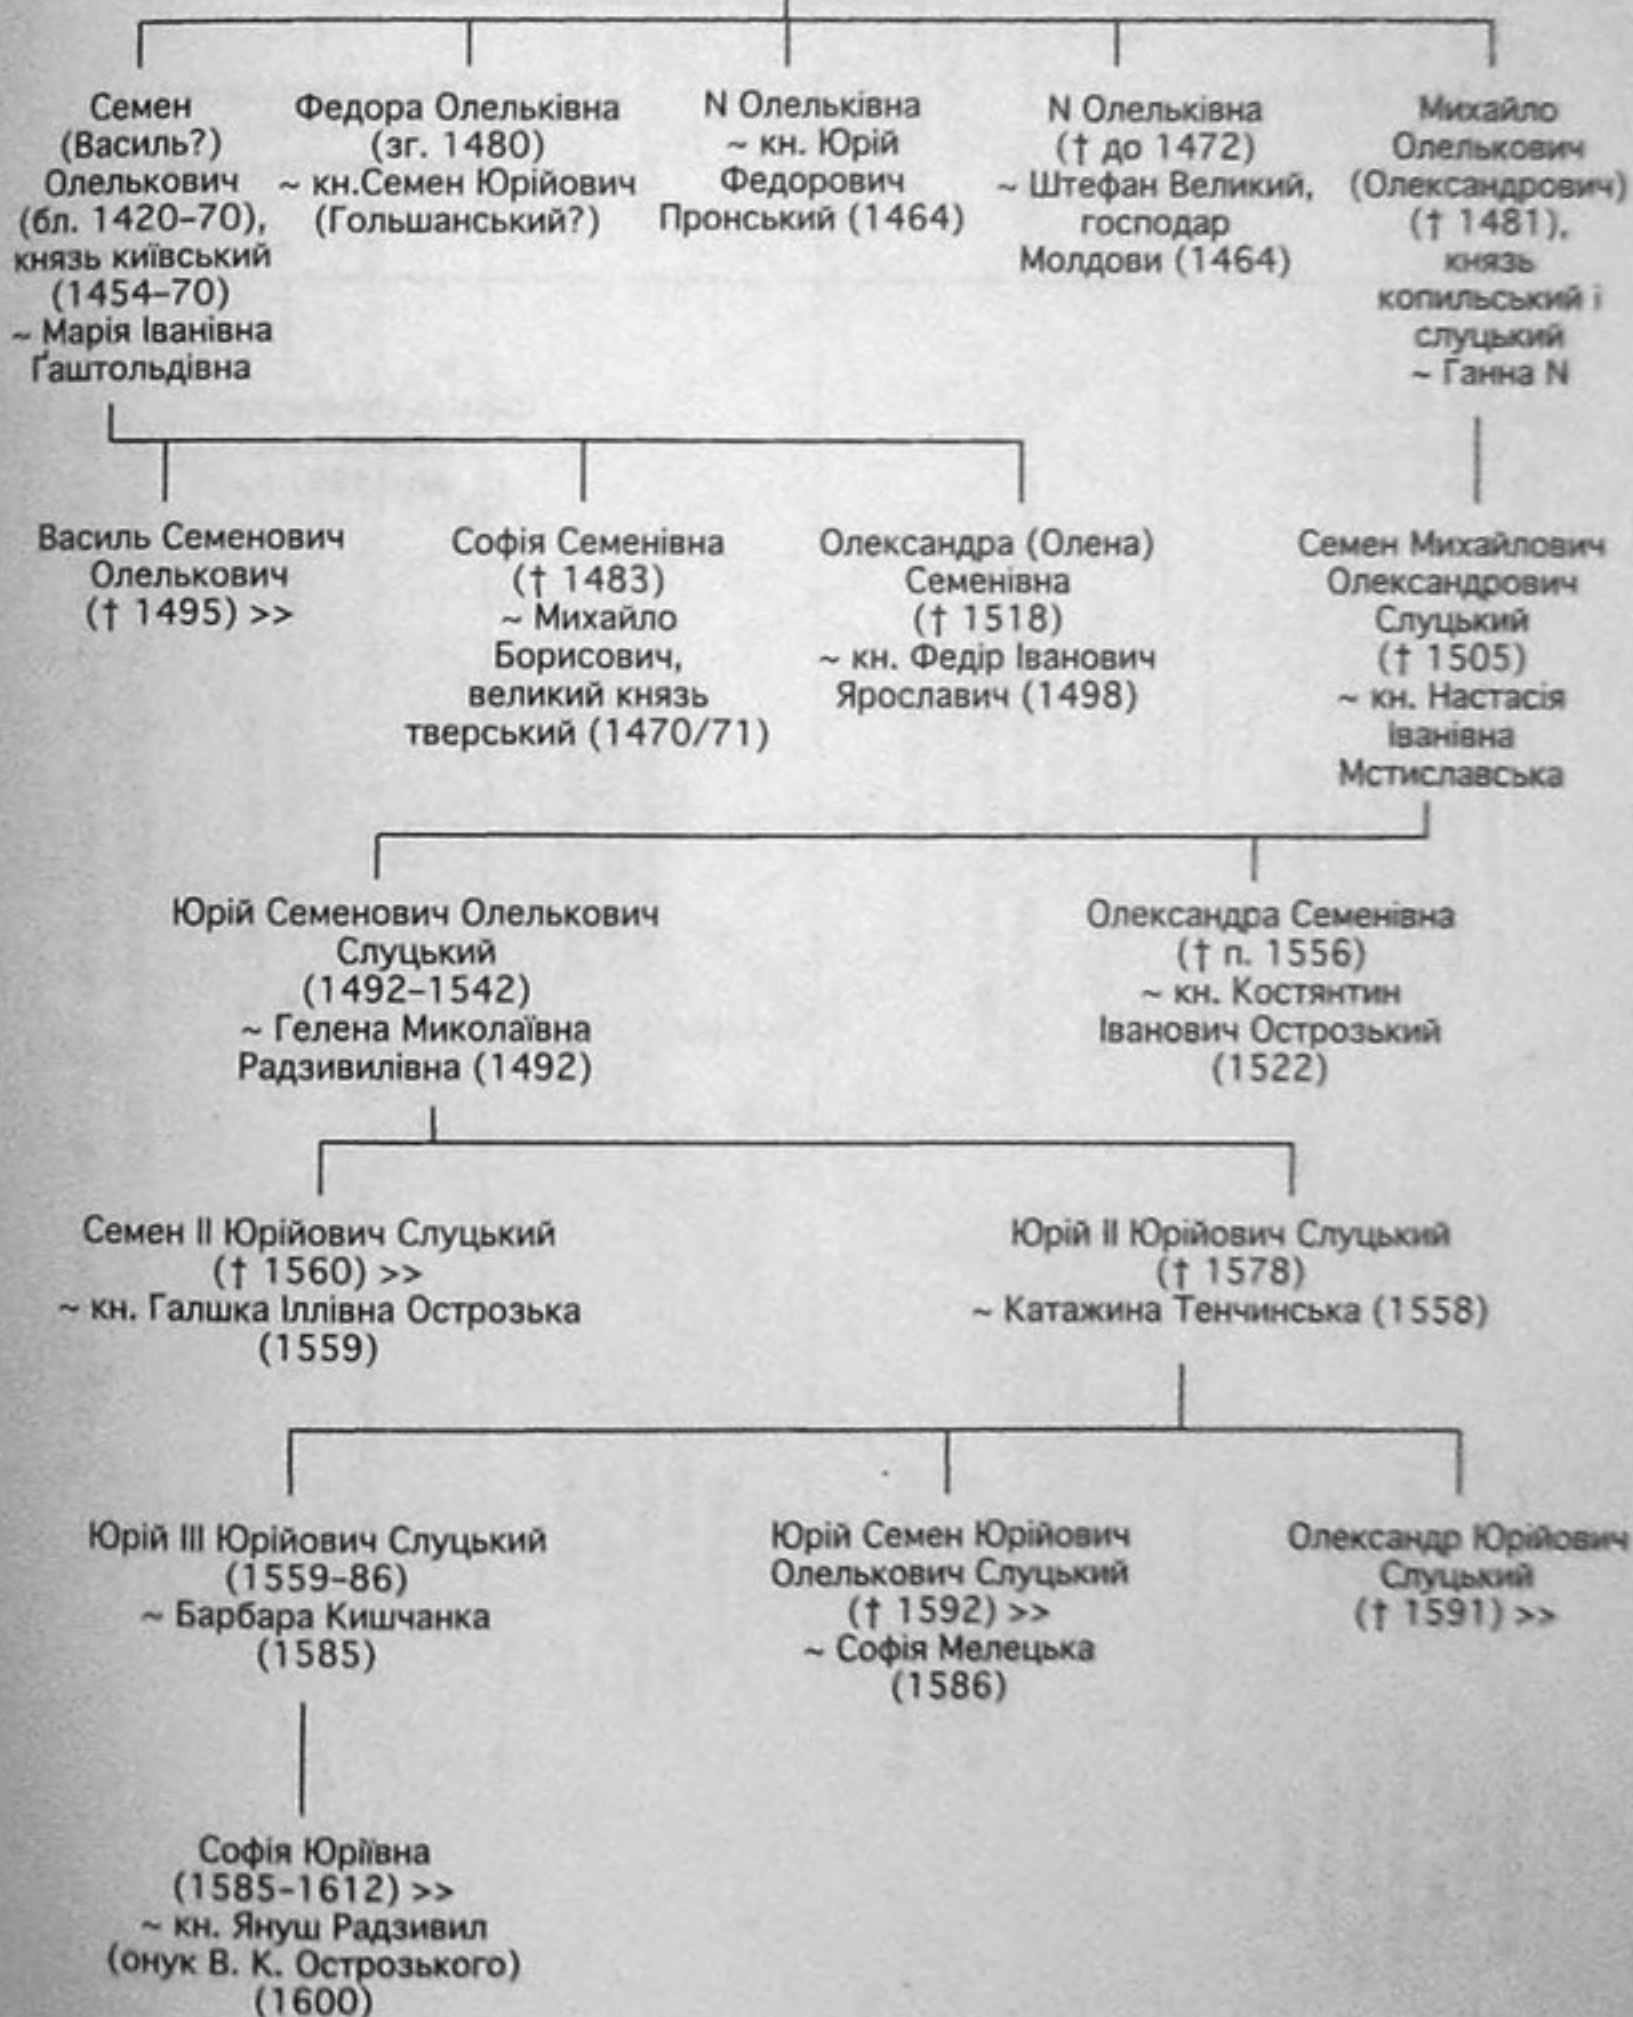 Семен
(Василь?)
Олелькович
(бл. 1420–70),
князь київський
(1454–70)
~ Марія Іванівна
Ґаштольдівна
Федора Олельківна
(зг. 1480)
~ кн.Семен Юрійович
(Гольшанський?)
N Олельківна
~ кн. Юрій
Федорович
Пронський (1464)
N Олельківна
(† до 1472)
~ Штефан Великий,
господар
Молдови (1464)
Михайло
Олелькович
(Олександрович)
(† 1481),
князь
копильський і
слуцький
~ Ганна N
Василь Семенович
Олелькович
(† 1495) >>
Софія Семенівна
(† 1483)
~ Михайло
Борисович,
великий князь
тверський (1470/71)
Олександра (Олена)
Семенівна
(† 1518)
~ кн. Федір Іванович
Ярославич (1498)
Семен Михайлович
Олександрович
Слуцький
(† 1505)
~ кн. Настасія
Іванівна
Мстиславська
Юрій Семенович Олелькович
Слуцький
(1492–1542)
~ Гелена Миколаївна
Радзивилівна (1492)
Олександра Семенівна
(† п. 1556)
~ кн. Костянтин
Іванович Острозький
(1522)
Семен II Юрійович Слуцький
(† 1560) >>
~ кн. Галшка Іллівна Острозька
(1559)
Юрій II Юрійович Слуцький
(† 1578)
~ Катажина Тенчинська (1558)
Юрій III Юрійович Слуцький
(1559–86)
~ Барбара Кишчанка
(1585)
Юрій Семен Юрійович
Олелькович Слуцький
(† 1592) >>
~ Софія Мелецька
(1586)
Олександр Юрійович
Слуцький
(† 1591) >>
Софія Юріївна
(1585–1612) >>
~ кн. Януш Радзивил
(онук В. К. Острозького)
(1600)